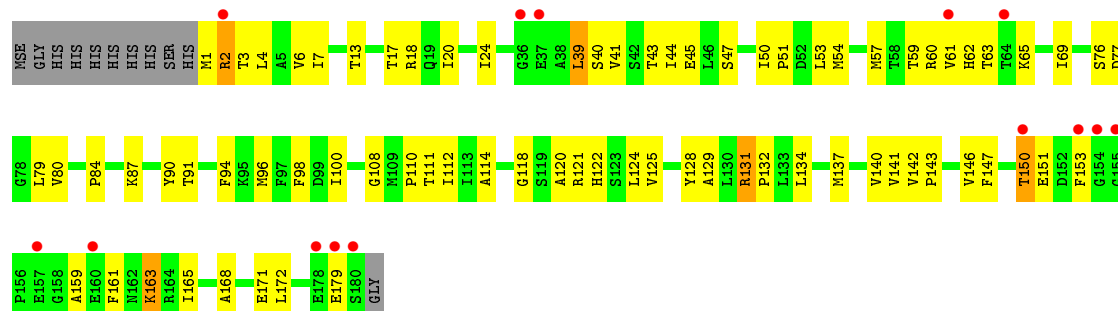 MSE GLY HIS HIS HIS HIS HIS HIS SER HIS M1 R2 T3 L4 A5 V6 I7 T13 T17 R18 Q19 I20 I24 G36 E37 A38 L39 S40 V41 S42 T43 I44 E45 L46 S47 I50 P51 D52 L53 M54 M57 T58 T59 R60 V61 H62 T63 T64 K65 I69 S76 D77
G78 L79 V80 P84 K87 Y90 T91 F94 K95 M96 F97 F98 D99 I100 G108 M109 P110 T111 I112 I113 A114 G118 S119 A120 R121 H122 S123 L124 V125 Y128 A129 L130 R131 P132 L133 L134 M137 V140 V141 V142 P143 V146 F147 T150 E151 D152 F153 G154 G155
P156 E157 G158 A159 E160 F161 N162 K163 R164 I165 A168 E171 L172 E178 E179 S180 GLY